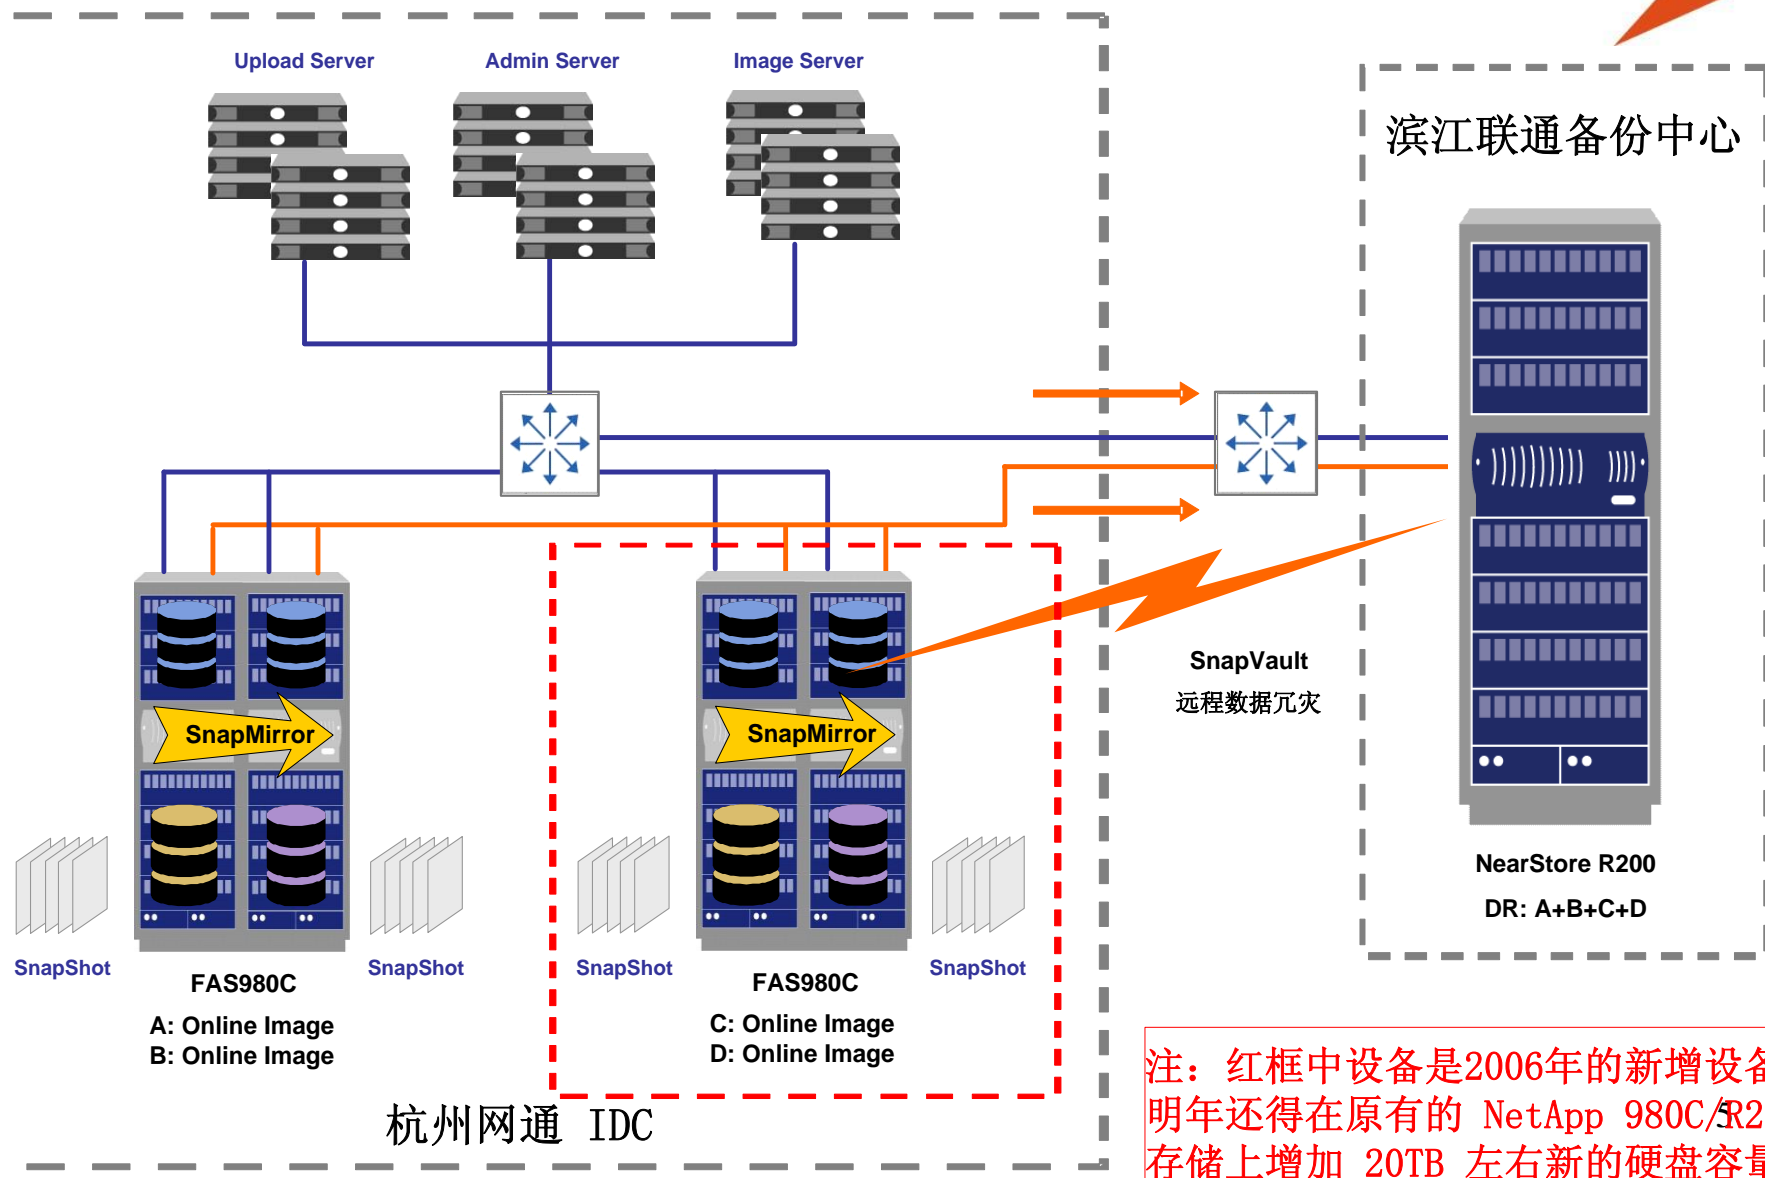 Upload Server
Admin Server
Image Server
滨江联通备份中心
SnapVault
远程数据冗灾
SnapMirror
SnapMirror
NearStore R200
DR: A+B+C+D
SnapShot
SnapShot
SnapShot
SnapShot
FAS980C
A: Online Image
B: Online Image
FAS980C
C: Online Image
D: Online Image
杭州网通 IDC
注：红框中设备是2006年的新增设备
明年还得在原有的 NetApp 980C/R2
5
存储上增加 20TB 左右新的硬盘容量